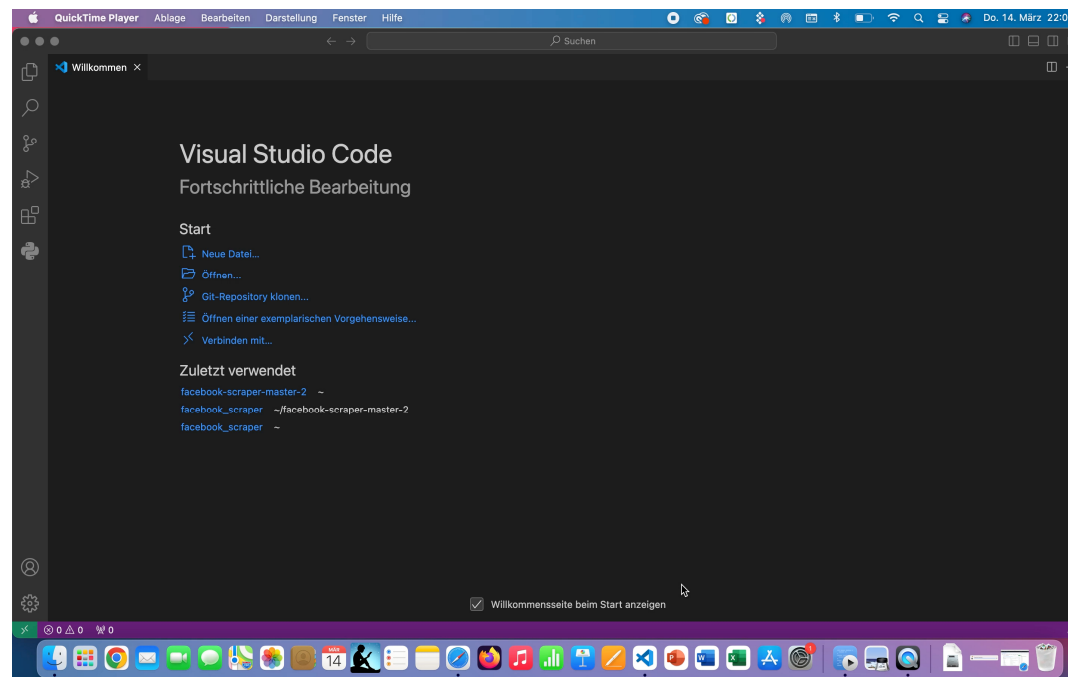 QuickTime Player Ablage Bearbeiten Darstellung Fenster Hilfe Do. 14. März 22:0
Suchen
Willkommen
Visual Studio Code
Fortschrittliche Bearbeitung
Start
Neue Datei...
Öffnen...
Git-Repository klonen...
Öffnen einer exemplarischen Vorgehensweise...
Verbinden mit...
Zuletzt verwendet
facebook-scraper-master-2 ~
facebook_scraper ~/facebook-scraper-master-2
facebook_scraper ~
Willkommensseite beim Start anzeigen
0 0 0
MÄR
14